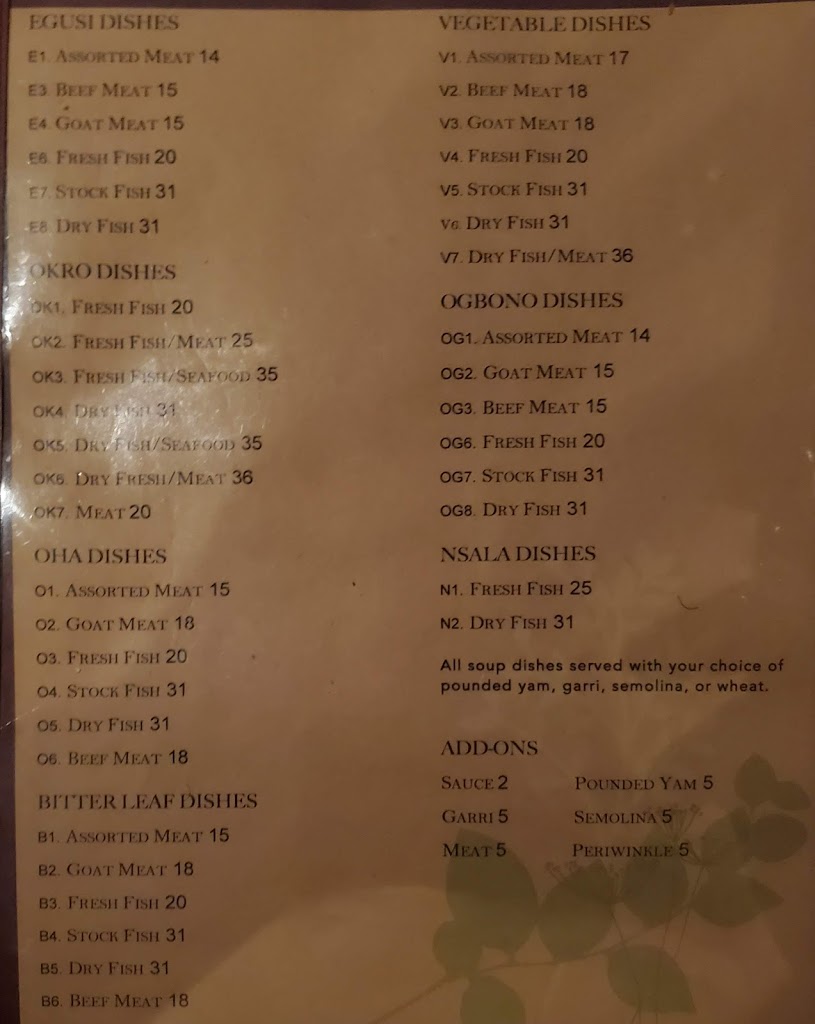 EGUSI DISHES
E1. ASSORTED MEAT 14
E3. BEEF MEAT 15
E4. GOAT MEAT 15
E6. FRESH FISH 20
E7. STOCK FISH 31
E8. DRY FISH 31
OKRO DISHES
OK1. FRESH FISH 20
OK2. FRESH FISH/MEAT 25
OK3. FRESH FISH/SEAFOOD 35
OK4. DRY FISH 31
OK5. DRY FISH/SEAFOOD 35
OK6. DRY FRESH/MEAT 36
OK7. MEAT 20
OHA DISHES
O1. ASSORTED MEAT 15
O2. GOAT MEAT 18
O3. FRESH FISH 20
O4. STOCK FISH 31
O5. DRY FISH 31
O6. BEEF MEAT 18
BITTER LEAF DISHES
B1. ASSORTED MEAT 15
B2. GOAT MEAT 18
B3. FRESH FISH 20
B4. STOCK FISH 31
B5. DRY FISH 31
B6. BEEF MEAT 18
VEGETABLE DISHES
V1. ASSORTED MEAT 17
V2. BEEF MEAT 18
V3. GOAT MEAT 18
V4. FRESH FISH 20
V5. STOCK FISH 31
V6. DRY FISH 31
V7. DRY FISH/MEAT 36
OGBONO DISHES
OG1. ASSORTED MEAT 14
OG2. GOAT MEAT 15
OG3. BEEF MEAT 15
OG6. FRESH FISH 20
OG7. STOCK FISH 31
OG8. DRY FISH 31
NSALA DISHES
N1. FRESH FISH 25
N2. DRY FISH 31
All soup dishes served with your choice of
pounded yam, garri, semolina, or wheat.
ADD-ONS
SAUCE 2 POUNDED YAM 5
GARRI 5 SEMOLINA 5
MEAT 5 PERIWINKLE 5